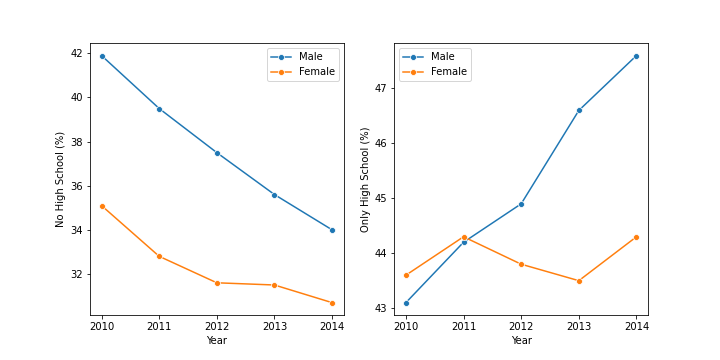 Male
Female
42
40
38
36
34
32
No High School (%)
2010 2011 2012 2013 2014
Year
Male
Female
47
46
45
44
43
Only High School (%)
2010 2011 2012 2013 2014
Year